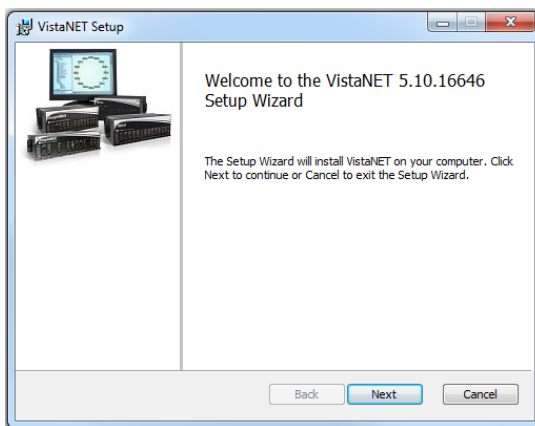 VistaNET Setup
Welcome to the VistaNET 5.10.16646
Setup Wizard
The Setup Wizard will install VistaNET on your computer. Click
Next to continue or Cancel to exit the Setup Wizard.
Back
Next
Cancel